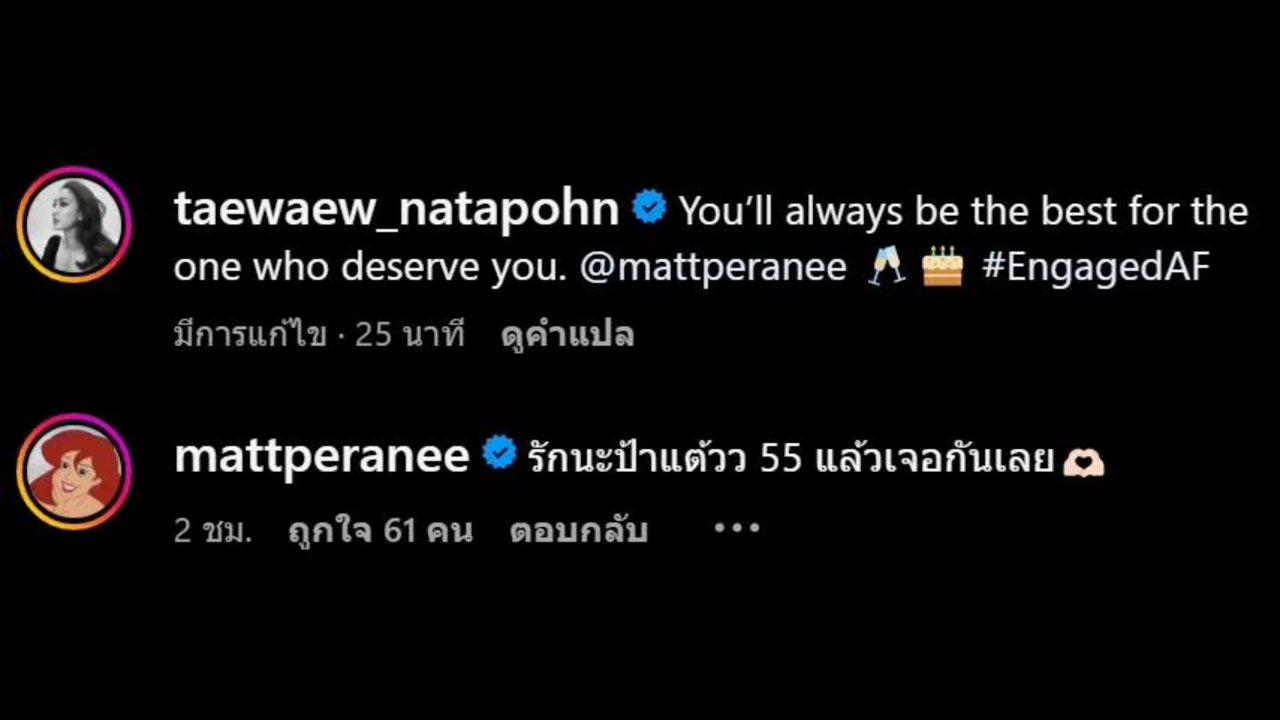 taewaew_natapohn You’ll always be the best for the
one who deserve you. @mattperanee 🥂 🎂 #EngagedAF
มีการแก้ไข · 25 นาที ดูคำแปล
mattperanee รักนะป้าแต้วว 55 แล้วเจอกันเลย🫶🏻
2 ชม. ถูกใจ 61 คน ตอบกลับ •••